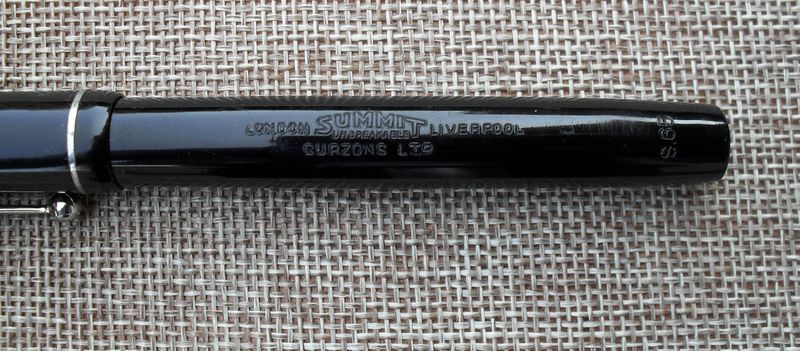 LONDON SUMMIT LIVERPOOL
UNBREAKABLE
CURZONS LTD
S.65